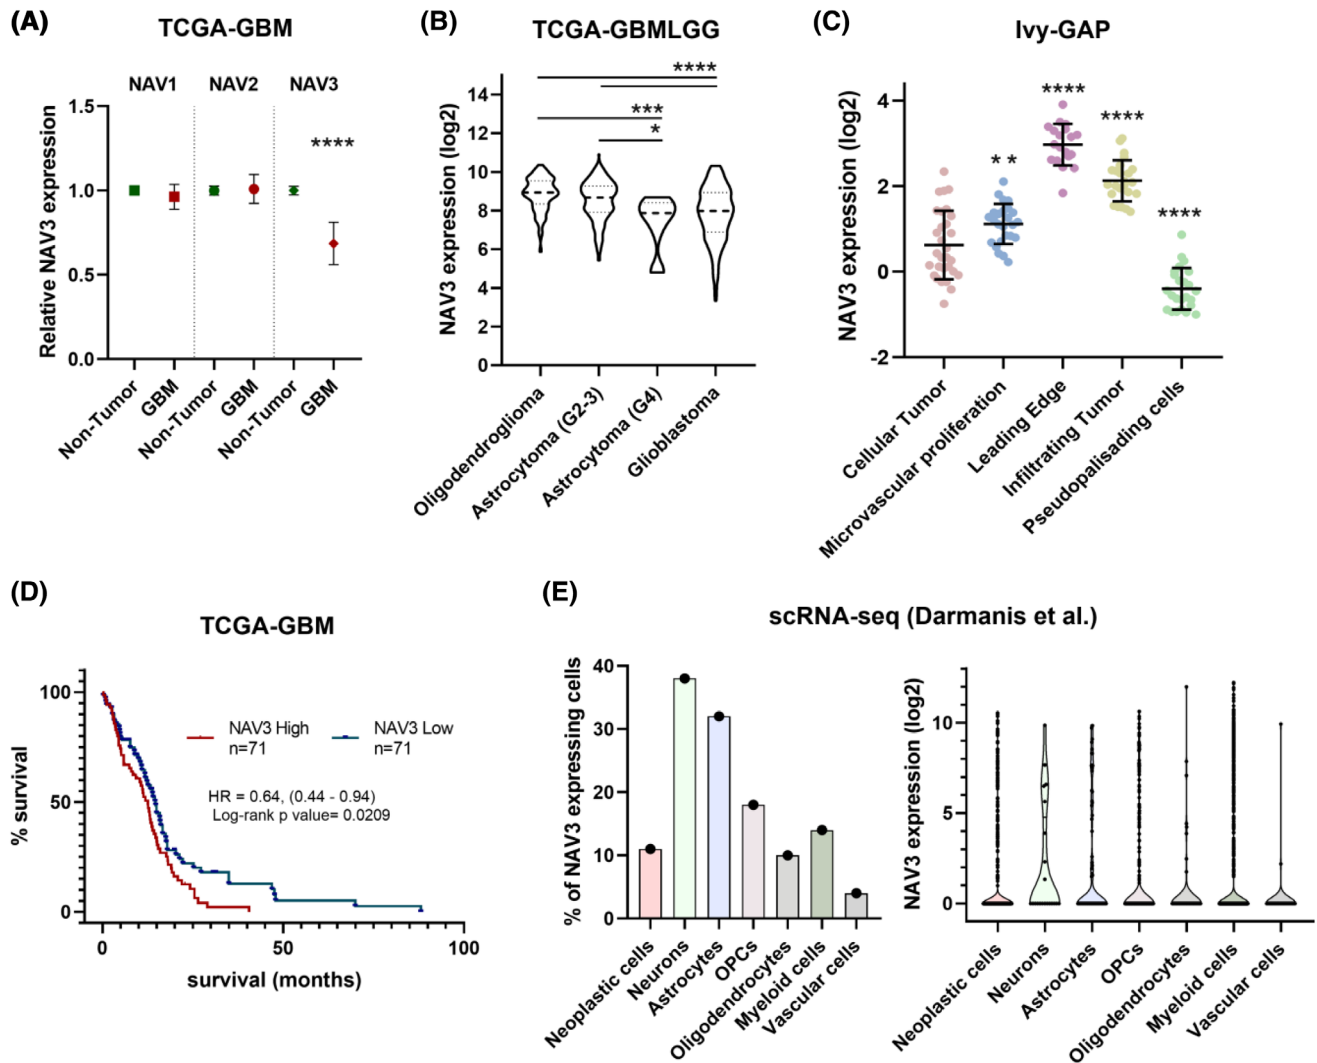 (A)
TCGA-GBM
NAV1
NAV2
NAV3
Relative NAV3 expression
1.5
1.0
0.5
0.0
****
Non-Tumor
GBM
Non-Tumor
GBM
Non-Tumor
GBM
(B)
TCGA-GBMLGG
NAV3 expression (log2)
14
12
10
8
6
4
2
0
****
***
*
Oligodendroglioma
Astrocytoma (G2-3)
Astrocytoma (G4)
Glioblastoma
(C)
Ivy-GAP
NAV3 expression (log2)
4
2
0
-2
**
****
****
****
Cellular Tumor
Microvascular proliferation
Leading Edge
Infiltrating Tumor
Pseudopalisading cells
(D)
TCGA-GBM
% survival
100
50
0
NAV3 High
n=71
NAV3 Low
n=71
HR = 0.64, (0.44 - 0.94)
Log-rank p value= 0.0209
0
50
100
survival (months)
(E)
scRNA-seq (Darmanis et al.)
% of NAV3 expressing cells
40
30
20
10
0
Neoplastic cells
Neurons
Astrocytes
OPCs
Oligodendrocytes
Myeloid cells
Vascular cells
NAV3 expression (log2)
10
5
0
Neoplastic cells
Neurons
Astrocytes
OPCs
Oligodendrocytes
Myeloid cells
Vascular cells